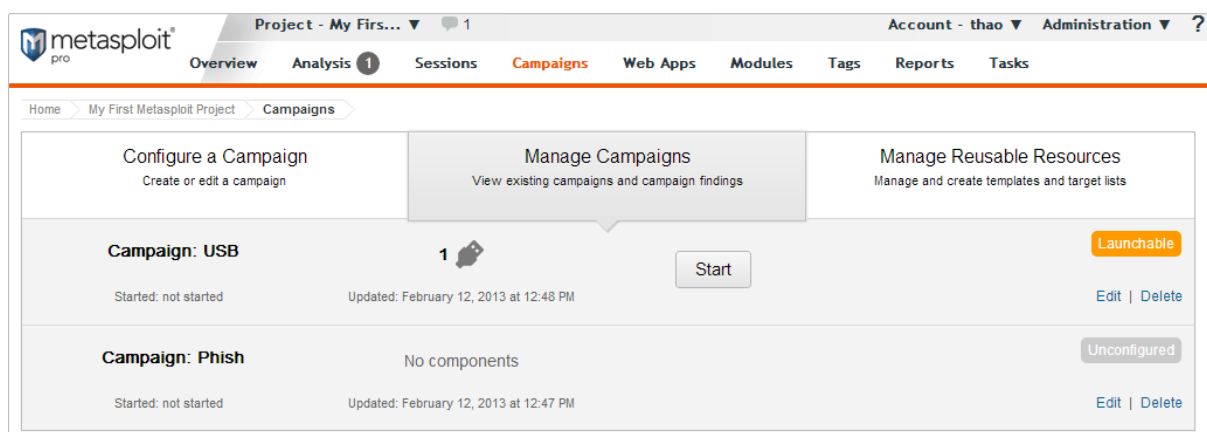 metasploit®
pro
Project - My Firs... ▼ 1
Account - thao ▼ Administration ▼ ?
Overview Analysis 1 Sessions Campaigns Web Apps Modules Tags Reports Tasks
Home My First Metasploit Project Campaigns
Configure a Campaign
Create or edit a campaign
Manage Campaigns
View existing campaigns and campaign findings
Manage Reusable Resources
Manage and create templates and target lists
Campaign: USB
1
Start
Launchable
Started: not started
Updated: February 12, 2013 at 12:48 PM
Edit | Delete
Campaign: Phish
No components
Unconfigured
Started: not started
Updated: February 12, 2013 at 12:47 PM
Edit | Delete